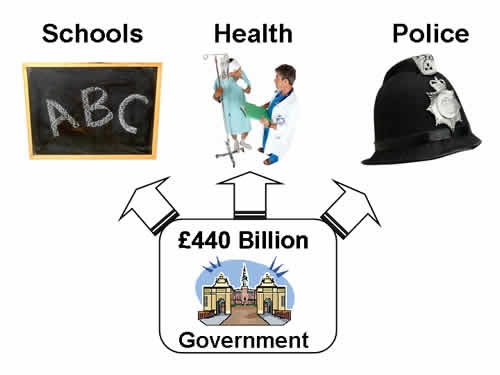 Schools Health Police
ABC
£440 Billion
Government